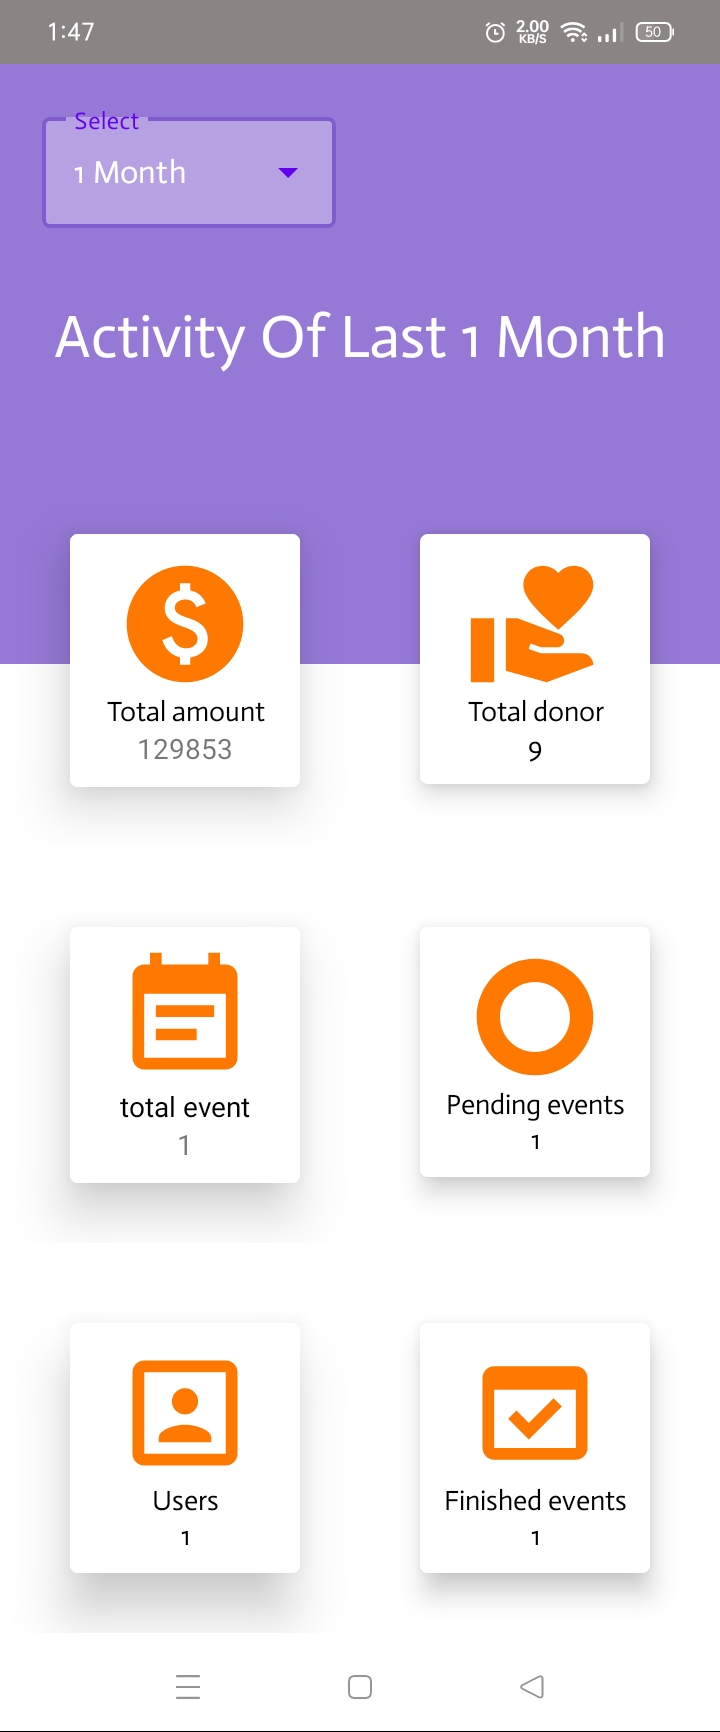 1:47
2.00
KB/S
50
Select
1 Month
Activity Of Last 1 Month
Total amount
129853
Total donor
9
total event
1
Pending events
1
Users
1
Finished events
1